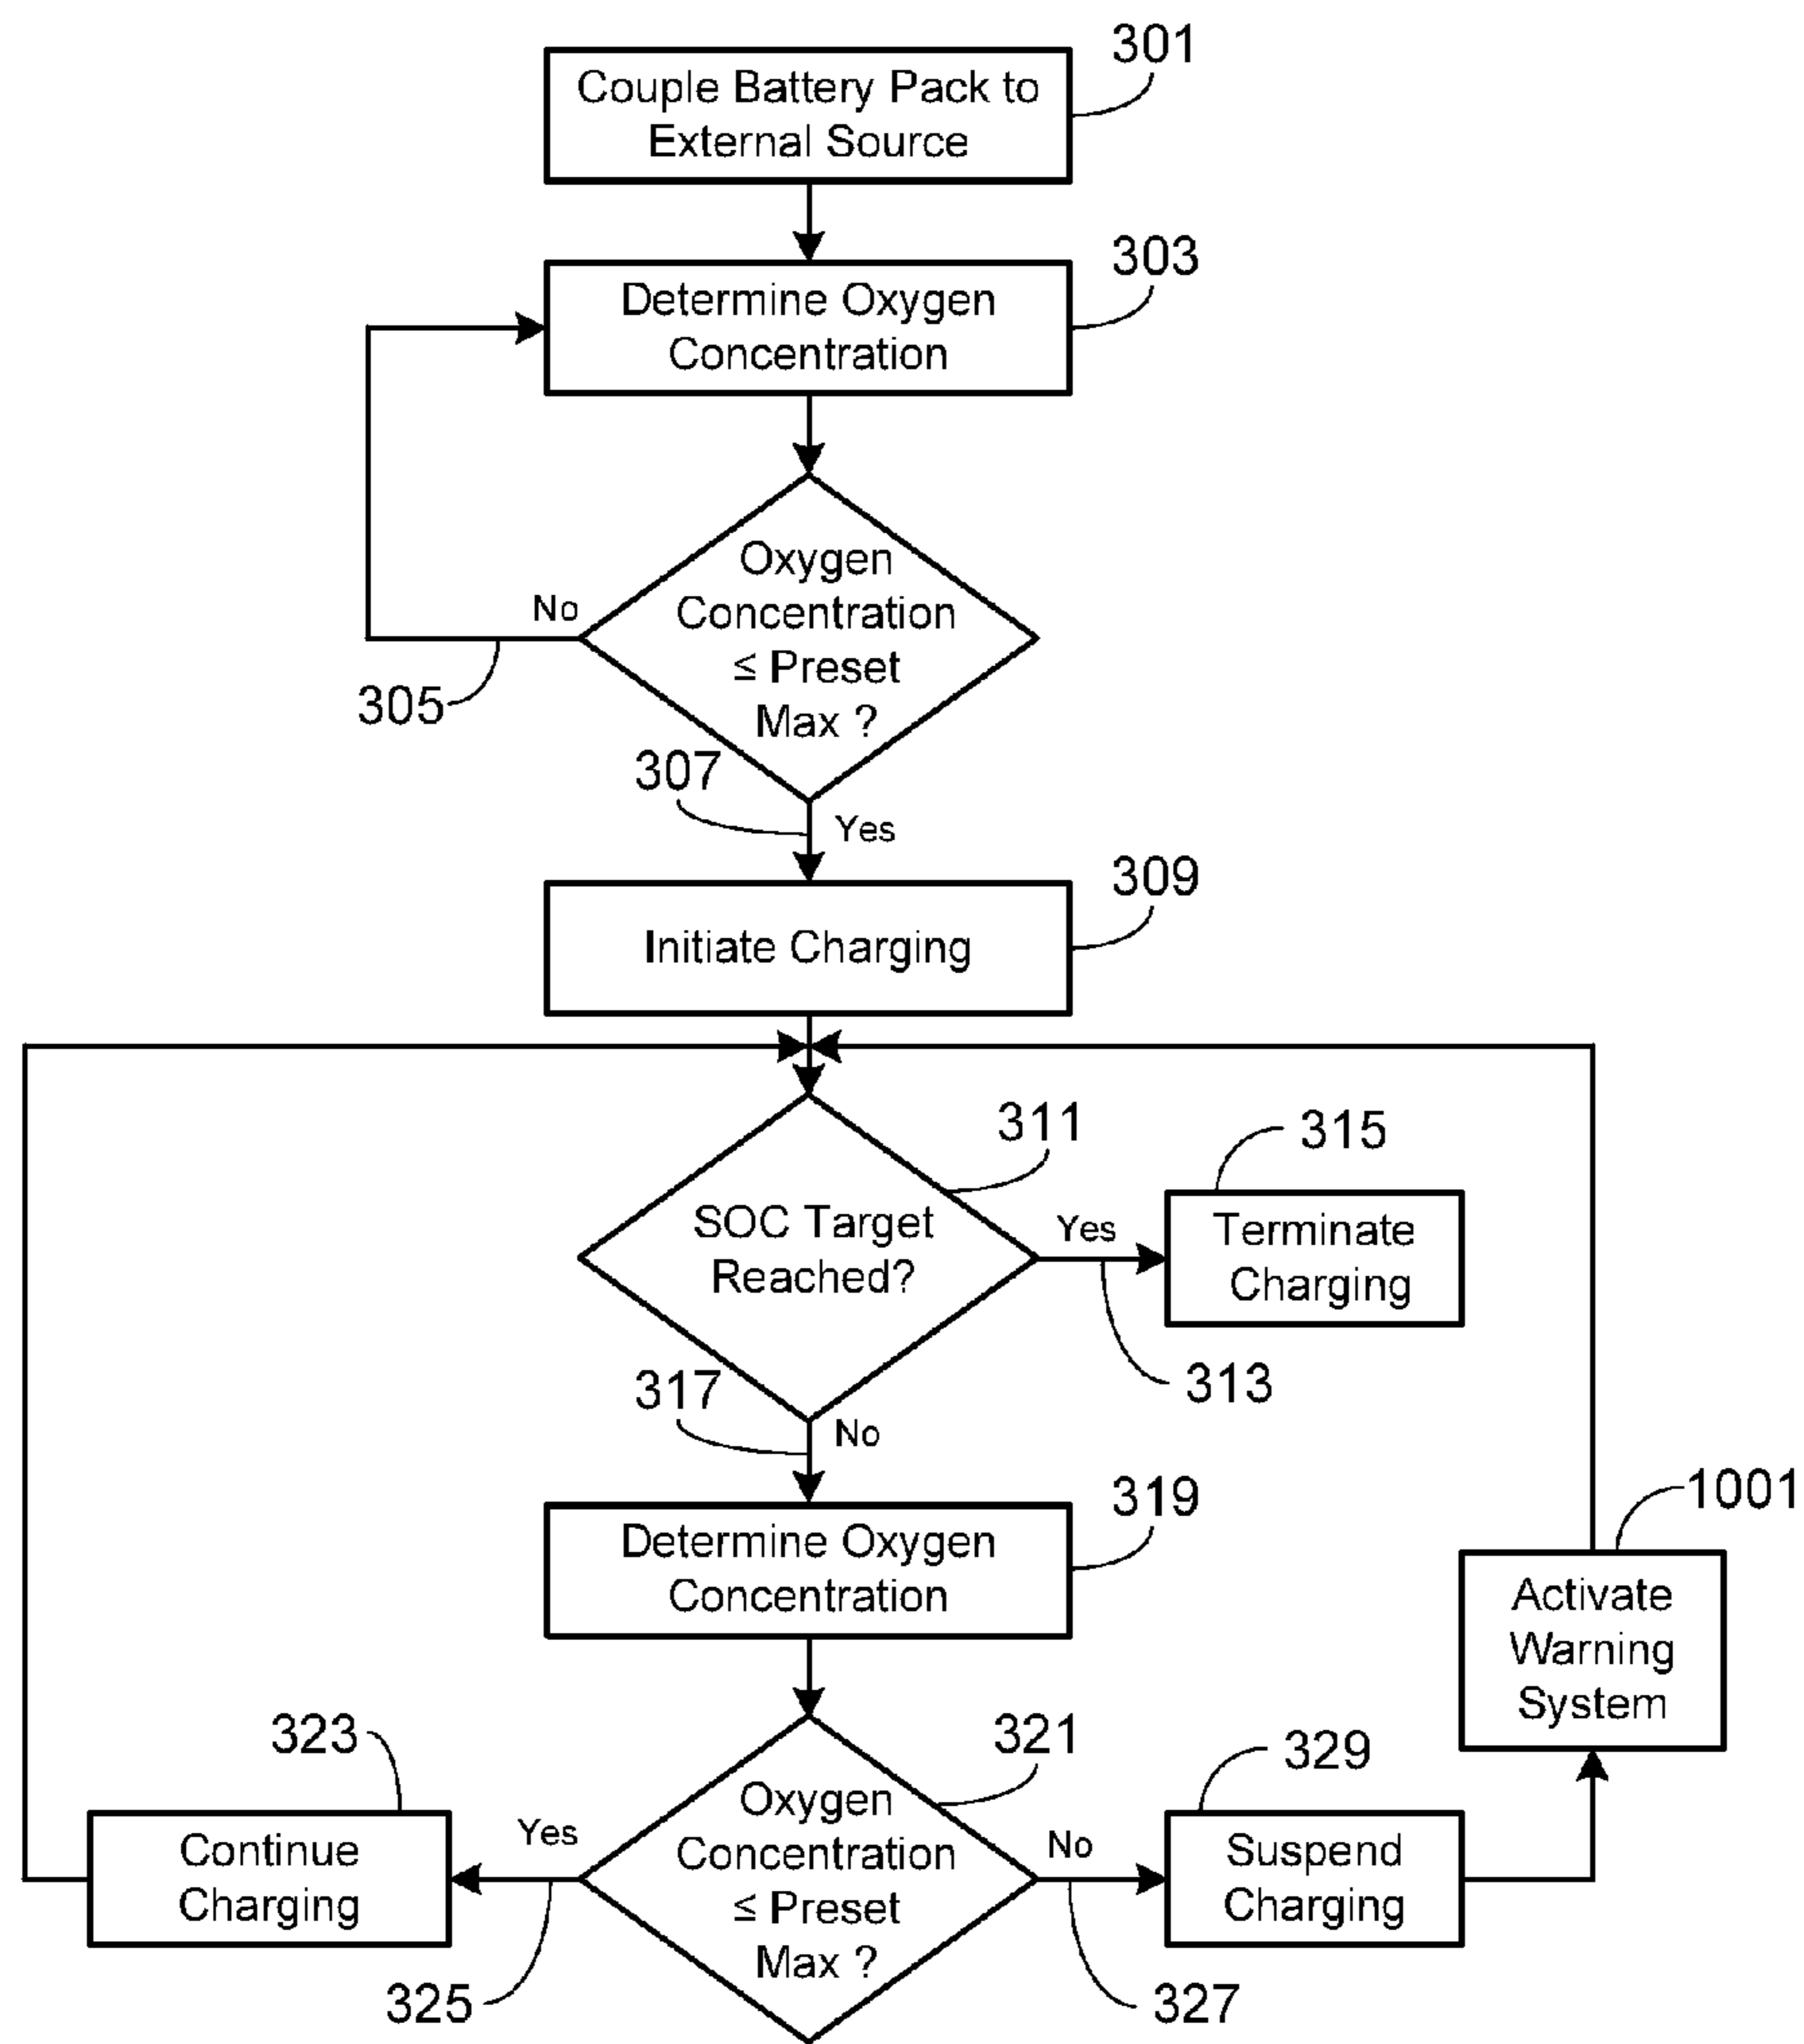 301
Couple Battery Pack to
External Source
303
Determine Oxygen
Concentration
Oxygen
Concentration
≤ Preset
Max ?
No
305
307
Yes
309
Initiate Charging
311
315
SOC Target
Reached?
Yes
Terminate
Charging
313
317
No
319
Determine Oxygen
Concentration
1001
Activate
Warning
System
323
321
329
Oxygen
Concentration
≤ Preset
Max ?
Yes
No
Continue
Charging
Suspend
Charging
325
327